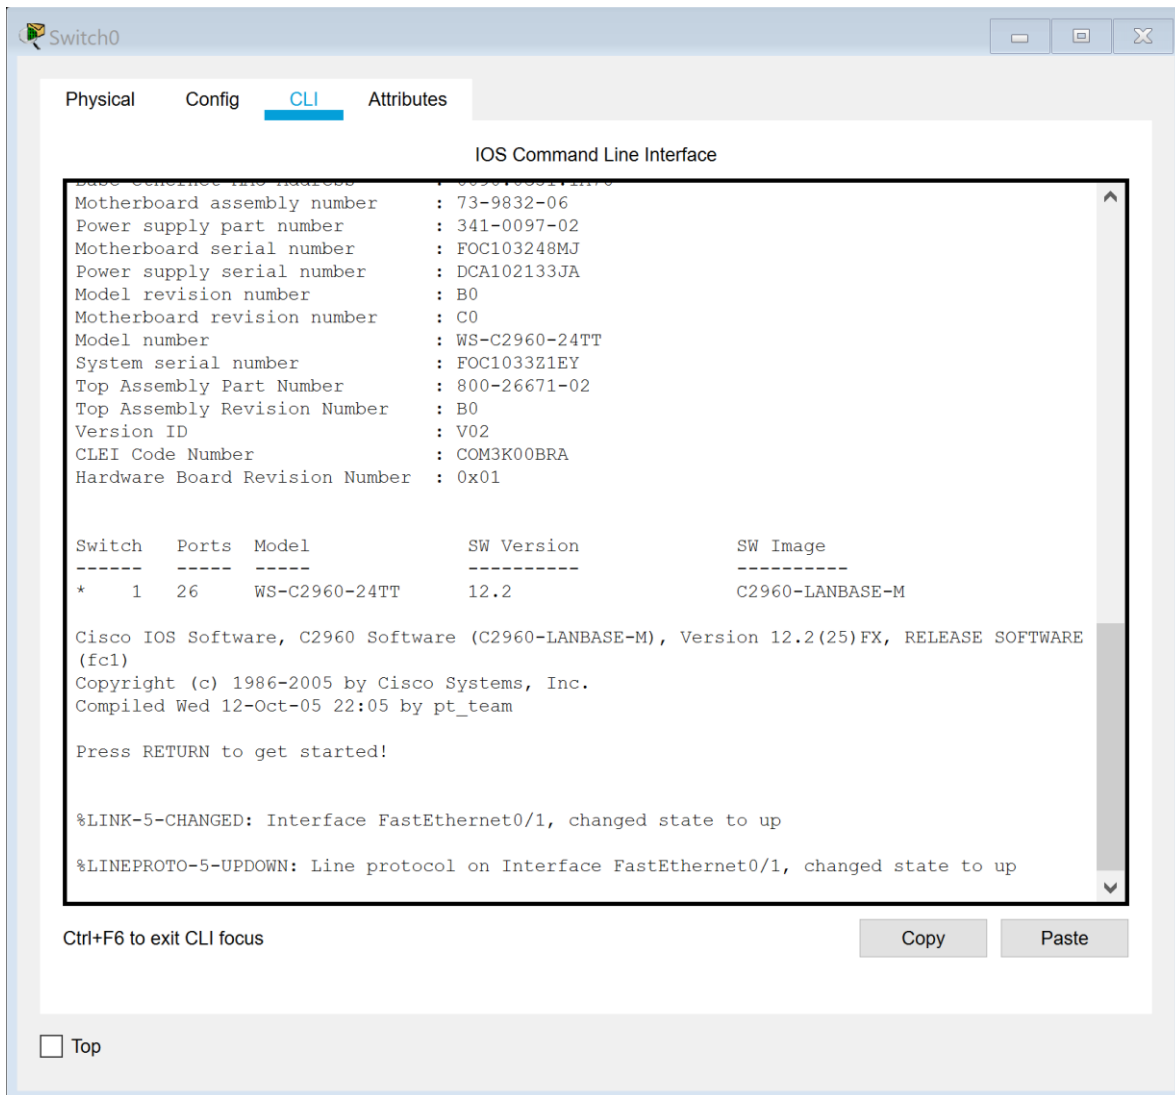 Switch0
Physical Config CLI Attributes
IOS Command Line Interface
Motherboard assembly number : 73-9832-06
Power supply part number : 341-0097-02
Motherboard serial number : FOC103248MJ
Power supply serial number : DCA102133JA
Model revision number : B0
Motherboard revision number : C0
Model number : WS-C2960-24TT
System serial number : FOC1033Z1EY
Top Assembly Part Number : 800-26671-02
Top Assembly Revision Number : B0
Version ID : V02
CLEI Code Number : COM3K00BRA
Hardware Board Revision Number : 0x01
Switch Ports Model SW Version SW Image
------ ----- ----- ---------- ----------
* 1 26 WS-C2960-24TT 12.2 C2960-LANBASE-M
Cisco IOS Software, C2960 Software (C2960-LANBASE-M), Version 12.2(25)FX, RELEASE SOFTWARE
(fc1)
Copyright (c) 1986-2005 by Cisco Systems, Inc.
Compiled Wed 12-Oct-05 22:05 by pt_team
Press RETURN to get started!
%LINK-5-CHANGED: Interface FastEthernet0/1, changed state to up
%LINEPROTO-5-UPDOWN: Line protocol on Interface FastEthernet0/1, changed state to up
Ctrl+F6 to exit CLI focus
Copy Paste
Top